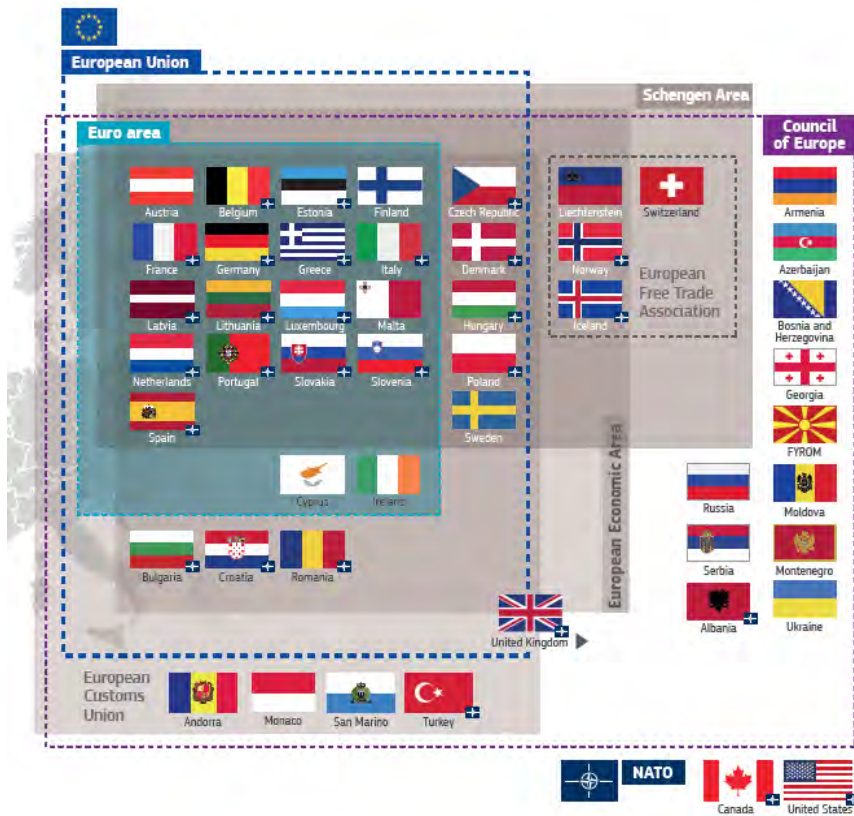 European Union
Schengen Area
Euro area
Council
of Europe
Austria
Belgium
Estonia
Finland
Czech Republic
Liechtenstein
Switzerland
Armenia
France
Germany
Greece
Italy
Denmark
Norway
European
Free Trade
Association
Azerbaijan
Latvia
Lithuania
Luxembourg
Malta
Hungary
Iceland
Bosnia and
Herzegovina
Netherlands
Portugal
Slovakia
Slovenia
Poland
Georgia
Spain
Sweden
FYROM
European Economic Area
Cyprus
Ireland
Russia
Moldova
Bulgaria
Croatia
Romania
Serbia
Montenegro
United Kingdom
Albania
Ukraine
European
Customs
Union
Andorra
Monaco
San Marino
Turkey
NATO
Canada
United States